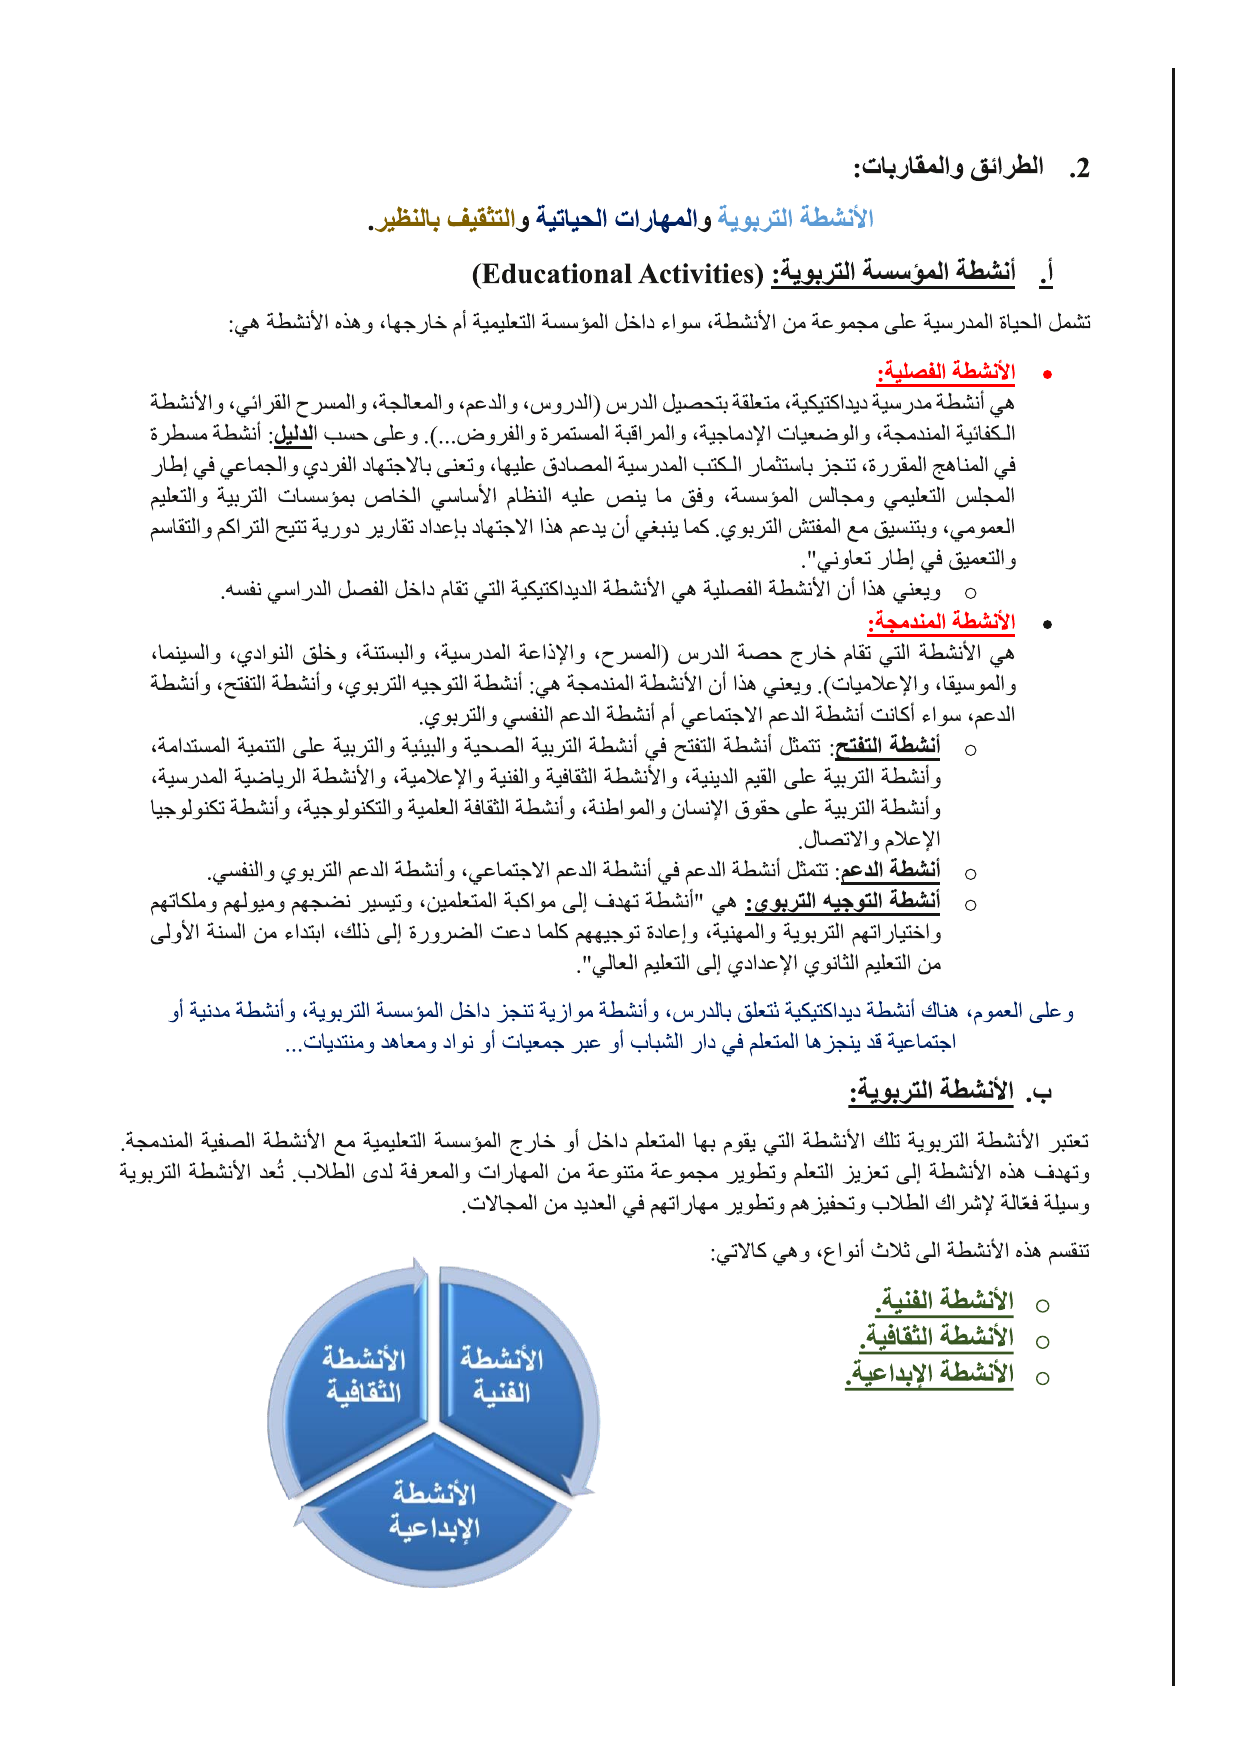 2. الطرائق والمقاربات:
الأنشطة التربوية والمهارات الحياتية والتثقيف بالنظير.
أ. أنشطة المؤسسة التربوية: (Educational Activities)
تشمل الحياة المدرسية على مجموعة من الأنشطة، سواء داخل المؤسسة التعليمية أم خارجها، وهذه الأنشطة هي:
• الأنشطة الفصلية:
هي أنشطة مدرسية ديداكتيكية، متعلقة بتحصيل الدرس (الدروس، والدعم، والمعالجة، والمسرح القرائي، والأنشطة
الكفائية المندمجة، والوضعيات الإدماجية، والمراقبة المستمرة والفروض...). وعلى حسب الدليل: أنشطة مسطرة
في المناهج المقررة، تنجز باستثمار الكتب المدرسية المصادق عليها، وتعنى بالاجتهاد الفردي والجماعي في إطار
المجلس التعليمي ومجالس المؤسسة، وفق ما ينص عليه النظام الأساسي الخاص بمؤسسات التربية والتعليم
العمومي، وبتنسيق مع المفتش التربوي. كما ينبغي أن يدعم هذا الاجتهاد بإعداد تقارير دورية تتيح التراكم والتقاسم
والتعميق في إطار تعاوني".
o ويعني هذا أن الأنشطة الفصلية هي الأنشطة الديداكتيكية التي تقام داخل الفصل الدراسي نفسه.
• الأنشطة المندمجة:
هي الأنشطة التي تقام خارج حصة الدرس (المسرح، والإذاعة المدرسية، والبستنة، وخلق النوادي، والسينما،
والموسيقا، والإعلاميات). ويعني هذا أن الأنشطة المندمجة هي: أنشطة التوجيه التربوي، وأنشطة التفتح، وأنشطة
الدعم، سواء أكانت أنشطة الدعم الاجتماعي أم أنشطة الدعم النفسي والتربوي.
o أنشطة التفتح: تتمثل أنشطة التفتح في أنشطة التربية الصحية والبيئية والتربية على التنمية المستدامة،
وأنشطة التربية على القيم الدينية، والأنشطة الثقافية والفنية والإعلامية، والأنشطة الرياضية المدرسية،
وأنشطة التربية على حقوق الإنسان والمواطنة، وأنشطة الثقافة العلمية والتكنولوجية، وأنشطة تكنولوجيا
الإعلام والاتصال.
o أنشطة الدعم: تتمثل أنشطة الدعم في أنشطة الدعم الاجتماعي، وأنشطة الدعم التربوي والنفسي.
o أنشطة التوجيه التربوي: هي "أنشطة تهدف إلى مواكبة المتعلمين، وتيسير نضجهم وميولهم وملكاتهم
واختياراتهم التربوية والمهنية، وإعادة توجيههم كلما دعت الضرورة إلى ذلك، ابتداء من السنة الأولى
من التعليم الثانوي الإعدادي إلى التعليم العالي".
وعلى العموم، هناك أنشطة ديداكتيكية تتعلق بالدرس، وأنشطة موازية تنجز داخل المؤسسة التربوية، وأنشطة مدنية أو
اجتماعية قد ينجزها المتعلم في دار الشباب أو عبر جمعيات أو نواد ومعاهد ومنتديات...
ب. الأنشطة التربوية:
تعتبر الأنشطة التربوية تلك الأنشطة التي يقوم بها المتعلم داخل أو خارج المؤسسة التعليمية مع الأنشطة الصفية المندمجة.
وتهدف هذه الأنشطة إلى تعزيز التعلم وتطوير مجموعة متنوعة من المهارات والمعرفة لدى الطلاب. تُعد الأنشطة التربوية
وسيلة فعّالة لإشراك الطلاب وتحفيزهم وتطوير مهاراتهم في العديد من المجالات.
تنقسم هذه الأنشطة الى ثلاث أنواع، وهي كالاتي:
o الأنشطة الفنية.
o الأنشطة الثقافية.
o الأنشطة الإبداعية.
الأنشطة
الفنية
الأنشطة
الثقافية
الأنشطة
الإبداعية